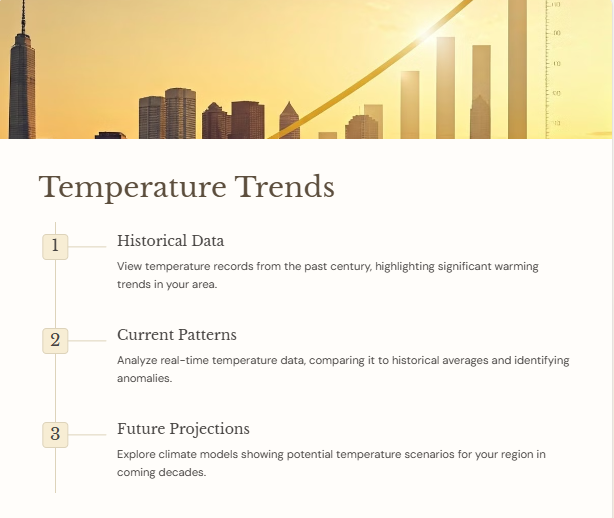 Temperature Trends
1
Historical Data
View temperature records from the past century, highlighting significant warming
trends in your area.
2
Current Patterns
Analyze real-time temperature data, comparing it to historical averages and identifying
anomalies.
3
Future Projections
Explore climate models showing potential temperature scenarios for your region in
coming decades.